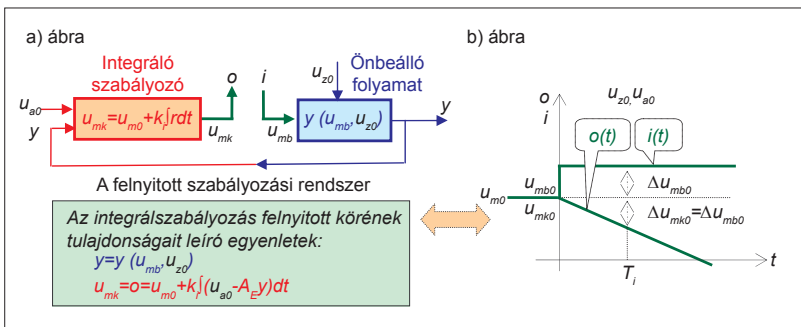 a) ábra
Integráló
szabályozó
o
i
u_z0
Önbeálló
folyamat
u_a0
y
u_mk=u_m0+k_i∫rdt
u_mk
u_mb
y (u_mb,u_z0)
y
A felnyitott szabályozási rendszer
Az integrálszabályozás felnyitott körének
tulajdonságait leíró egyenletek:
y=y (u_mb,u_z0)
u_mk=o=u_m0+k_i∫(u_a0-A_E y)dt
b) ábra
o
i
u_z0,u_a0
o(t)
i(t)
u_m0
u_mb0
u_mk0
Δu_mb0
Δu_mk0=Δu_mb0
T_i
t